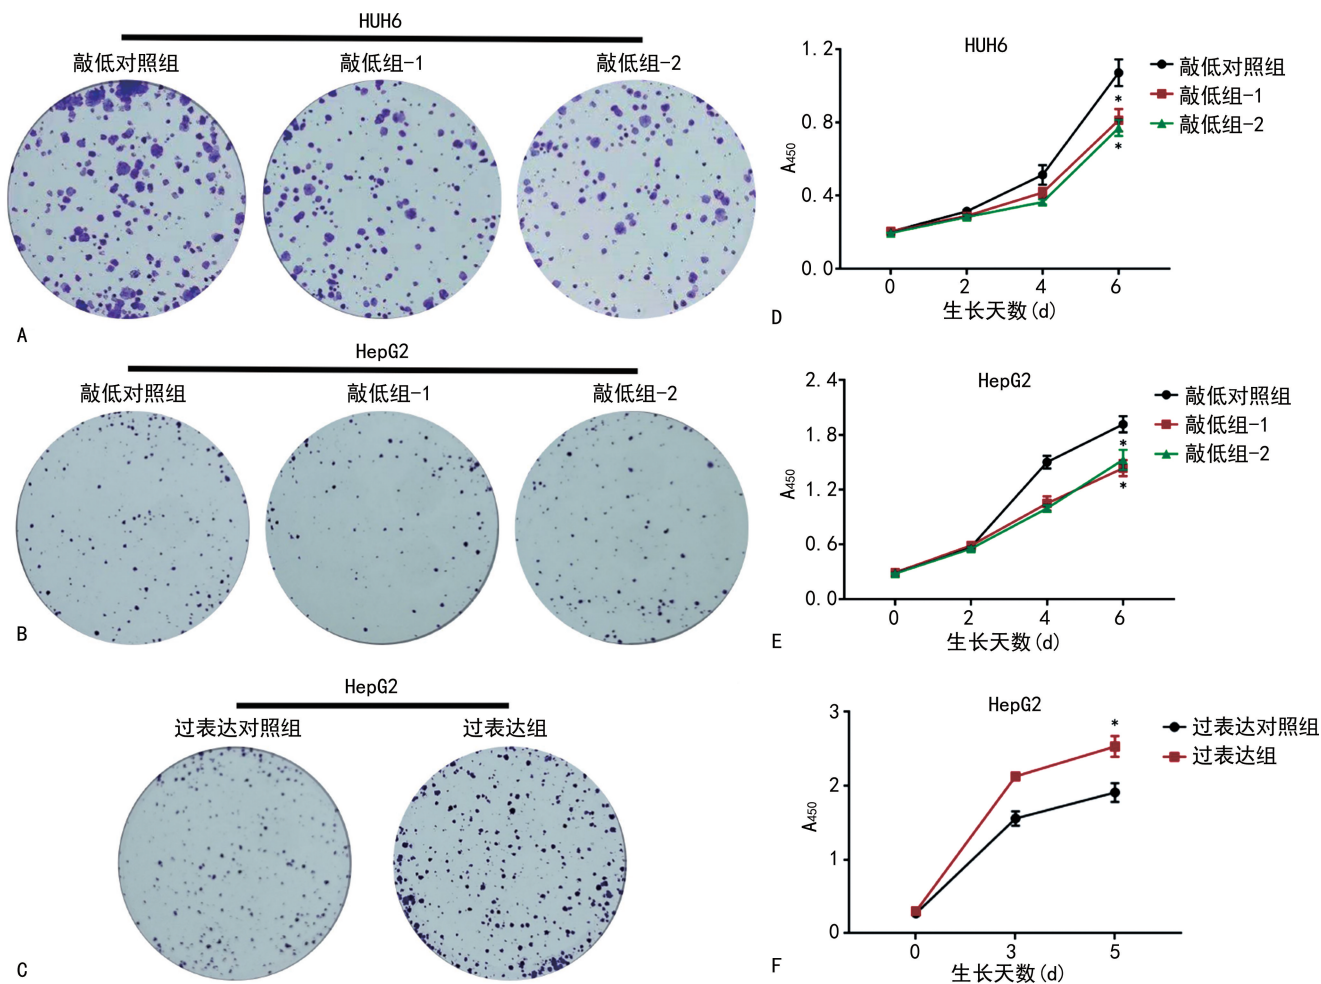 HUH6
敲低对照组 敲低组-1 敲低组-2
A
HepG2
敲低对照组 敲低组-1 敲低组-2
B
HepG2
过表达对照组 过表达组
C
HUH6
敲低对照组
敲低组-1
敲低组-2
A450
1.2
0.8
0.4
0.0
*
*
0 2 4 6
生长天数(d)
D
HepG2
敲低对照组
敲低组-1
敲低组-2
A450
2.4
1.8
1.2
0.6
0.0
*
*
0 2 4 6
生长天数(d)
E
HepG2
过表达对照组
过表达组
A450
3
2
1
0
*
0 3 5
生长天数(d)
F